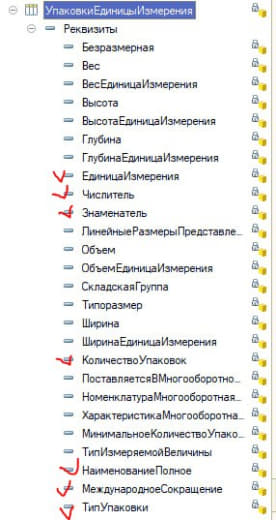 УпаковкиЕдиницыИзмерения
Реквизиты
Безразмерная
Вес
ВесЕдиницаИзмерения
Высота
ВысотаЕдиницаИзмерения
Глубина
ГлубинаЕдиницаИзмерения
ЕдиницаИзмерения
Числитель
Знаменатель
ЛинейныеРазмерыПредставле...
Объем
ОбъемЕдиницаИзмерения
СкладскаяГруппа
Типоразмер
Ширина
ШиринаЕдиницаИзмерения
КоличествоУпаковок
ПоставляетсяВМногооборотно...
НоменклатураМногооборотная...
ХарактеристикаМногооборотна...
МинимальноеКоличествоУпако...
ТипИзмеряемойВеличины
НаименованиеПолное
МеждународноеСокращение
ТипУпаковки